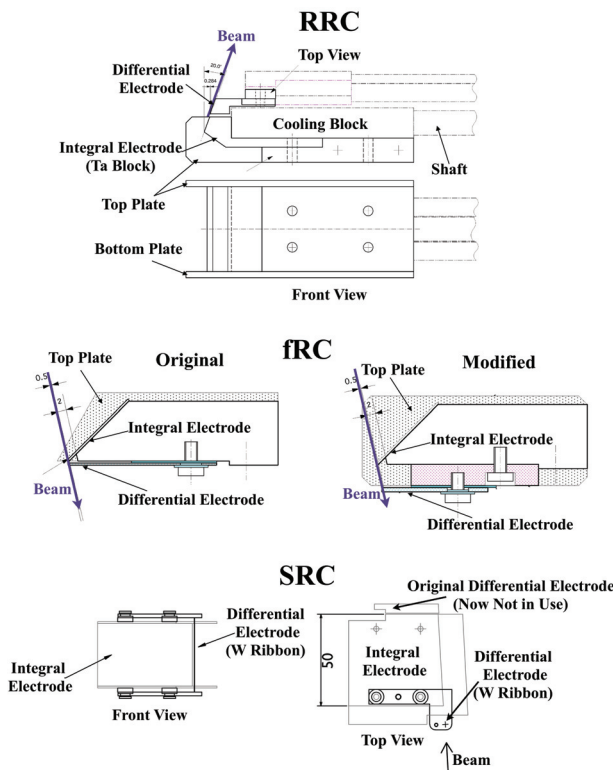 RRC
Beam
20.0°
0.284
Top View
Differential
Electrode
Cooling Block
Integral Electrode
(Ta Block)
Shaft
Top Plate
Bottom Plate
Front View
fRC
Original
Modified
0.5
2
Top Plate
Integral Electrode
Beam
Differential Electrode
0.5
2
Top Plate
Integral Electrode
Beam
Differential Electrode
SRC
Integral
Electrode
Differential
Electrode
(W Ribbon)
Front View
Original Differential Electrode
(Now Not in Use)
50
Integral
Electrode
Differential
Electrode
(W Ribbon)
Top View
Beam